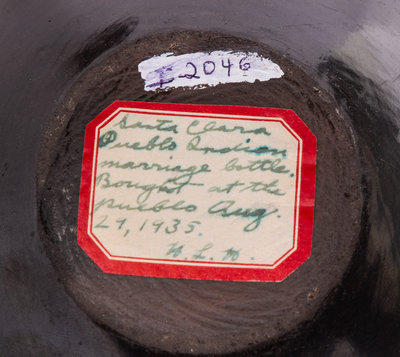 I 2046
Santa Clara
Pueblo Indian
marriage bottle.
Bought at the
pueblo Aug.
29, 1935.
W. L. W.